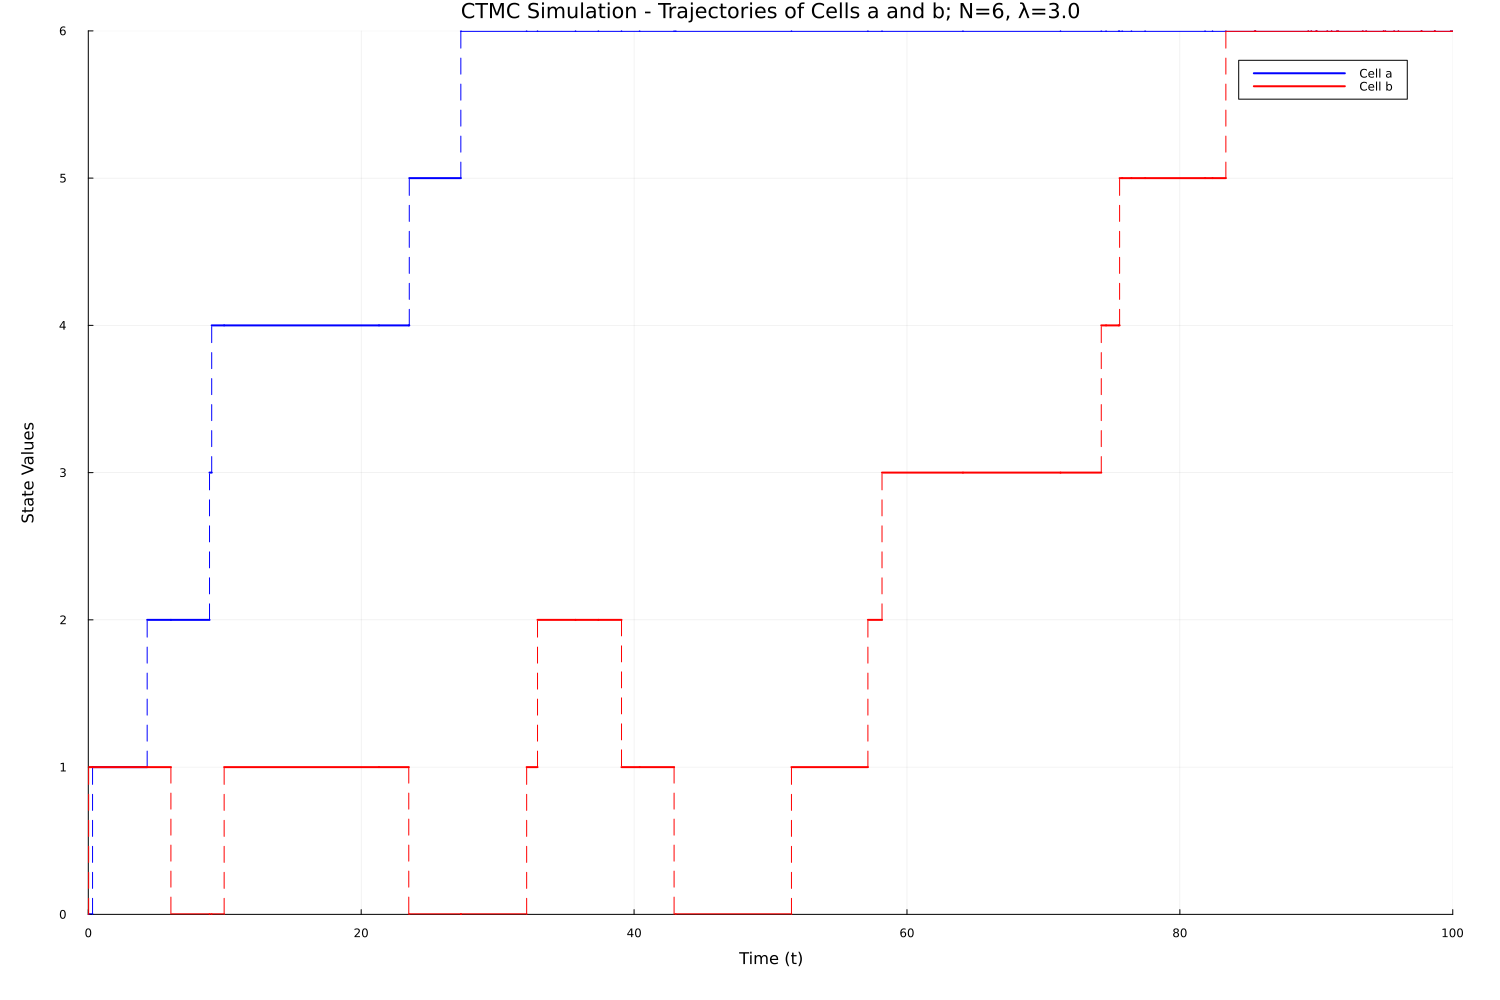 CTMC Simulation - Trajectories of Cells a and b; N=6, λ=3.0
6
5
4
3
2
1
0
State Values
Cell a
Cell b
0 20 40 60 80 100
Time (t)